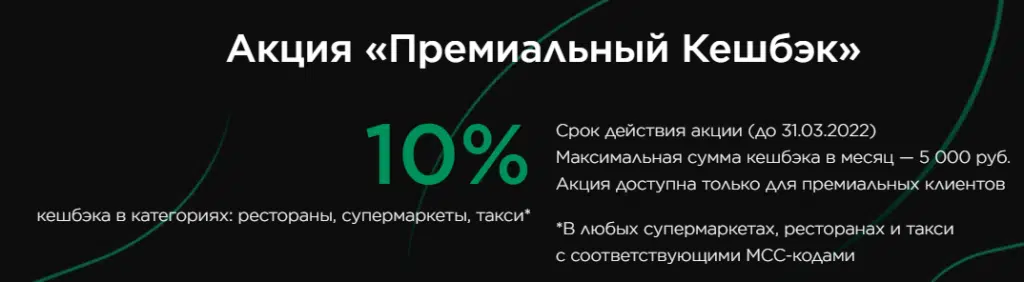 Акция «Премиальный Кешбэк»
10%
кешбэка в категориях: рестораны, супермаркеты, такси*
Срок действия акции (до 31.03.2022)
Максимальная сумма кешбэка в месяц — 5 000 руб.
Акция доступна только для премиальных клиентов
*В любых супермаркетах, ресторанах и такси
с соответствующими МСС-кодами